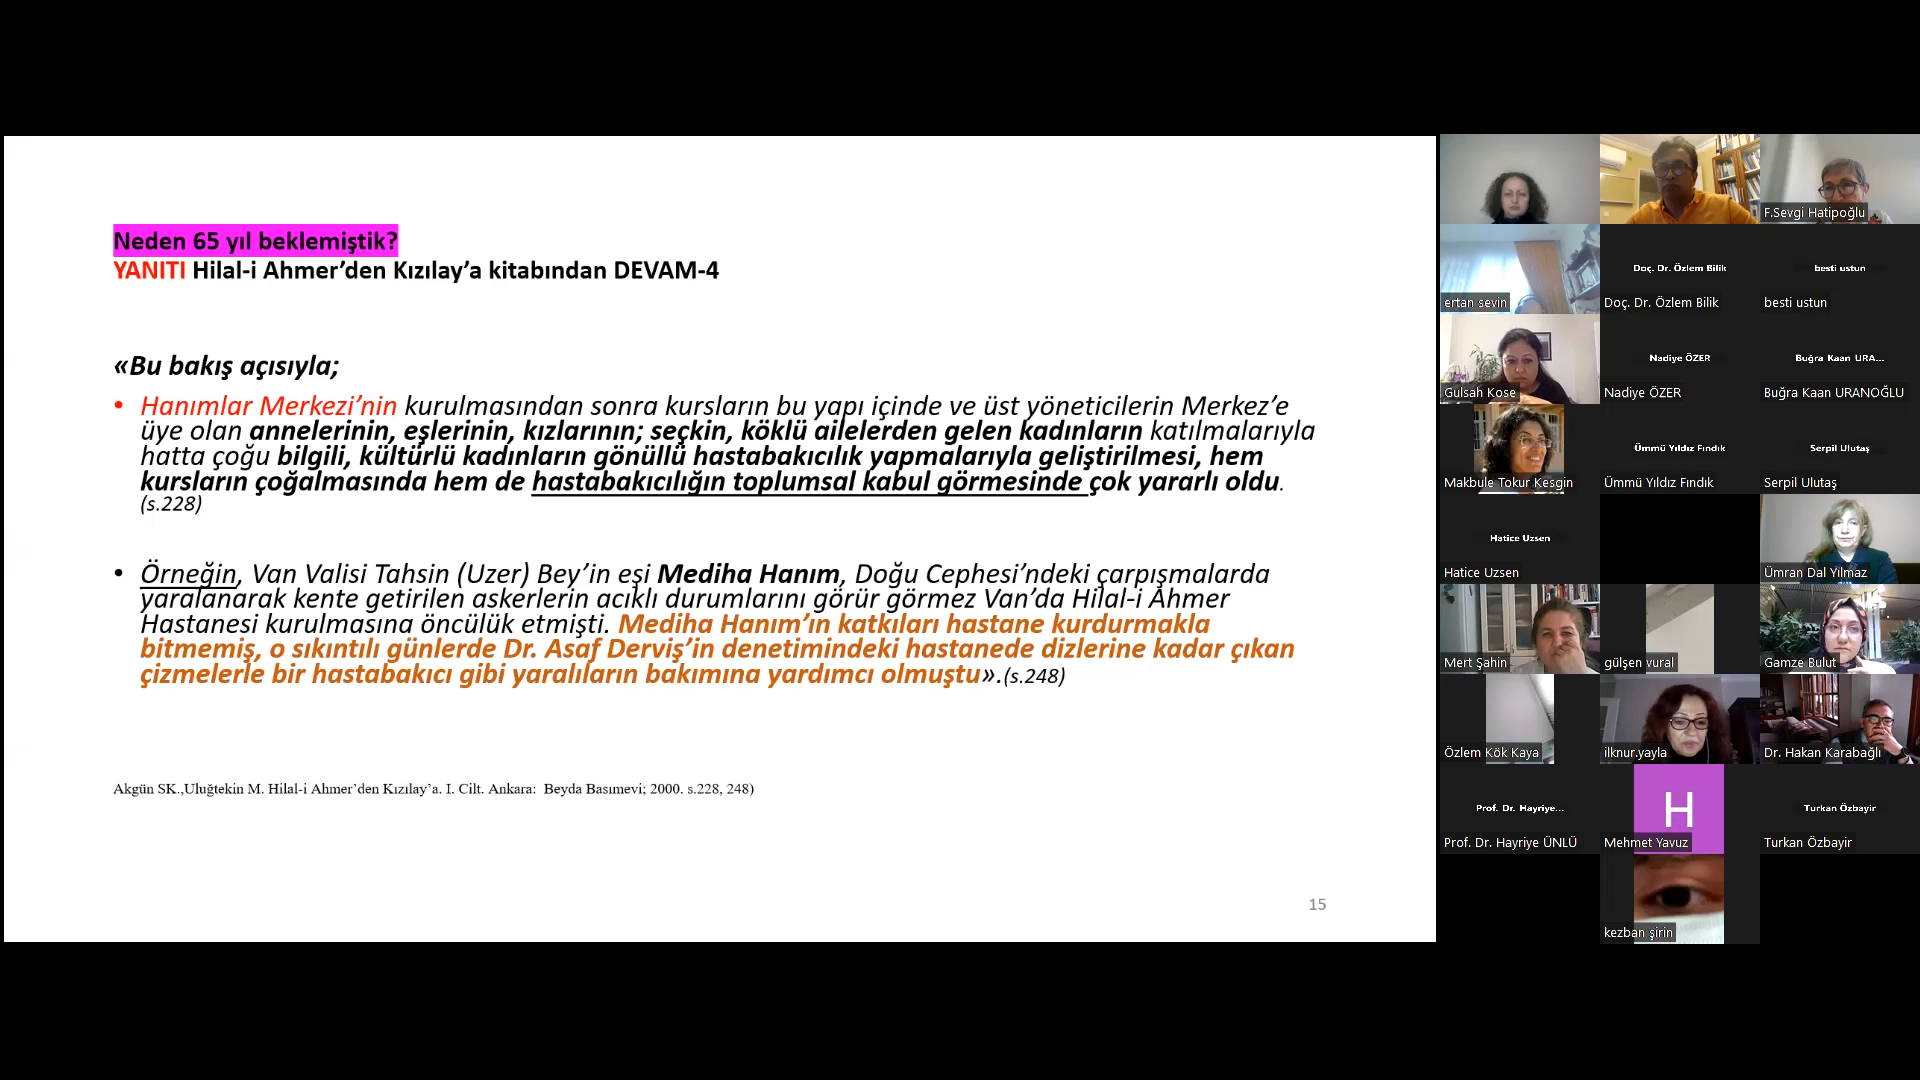 Neden 65 yıl beklemiştik?
YANITI Hilal-i Ahmer’den Kızılay’a kitabından DEVAM-4
«Bu bakış açısıyla;
• Hanımlar Merkezi’nin kurulmasından sonra kursların bu yapı içinde ve üst yöneticilerin Merkez’e
üye olan annelerinin, eşlerinin, kızlarının; seçkin, köklü ailelerden gelen kadınların katılmalarıyla
hatta çoğu bilgili, kültürlü kadınların gönüllü hastabakıcılık yapmalarıyla geliştirilmesi, hem
kursların çoğalmasında hem de hastabakıcılığın toplumsal kabul görmesinde çok yararlı oldu.
(s.228)
• Örneğin, Van Valisi Tahsin (Uzer) Bey’in eşi Mediha Hanım, Doğu Cephesi’ndeki çarpışmalarda
yaralanarak kente getirilen askerlerin acıklı durumlarını görür görmez Van’da Hilal-i Ahmer
Hastanesi kurulmasına öncülük etmişti. Mediha Hanım’ın katkıları hastane kurdurmakla
bitmemiş, o sıkıntılı günlerde Dr. Asaf Derviş’in denetimindeki hastanede dizlerine kadar çıkan
çizmelerle bir hastabakıcı gibi yaralıların bakımına yardımcı olmuştu».(s.248)
Akgün SK.,Uluğtekin M. Hilal-i Ahmer’den Kızılay’a. I. Cilt. Ankara: Beyda Basımevi; 2000. s.228, 248)
15
F.Sevgi Hatipoğlu
ertan sevin
Doç. Dr. Özlem Bilik
Doç. Dr. Özlem Bilik
besti ustun
besti ustun
Gulsah Kose
Nadiye ÖZER
Nadiye ÖZER
Buğra Kaan URA...
Buğra Kaan URANOĞLU
Makbule Tokur Kesgin
Ümmü Yıldız Fındık
Ümmü Yıldız Fındık
Serpil Ulutaş
Serpil Ulutaş
Hatice Uzsen
Hatice Uzsen
Ümran Dal Yılmaz
Mert Şahin
gülşen vural
Gamze Bulut
Özlem Kök Kaya
ilknur.yayla
Dr. Hakan Karabağlı
Prof. Dr. Hayriye...
Prof. Dr. Hayriye ÜNLÜ
H
Mehmet Yavuz
Turkan Özbayir
Turkan Özbayir
kezban şirin